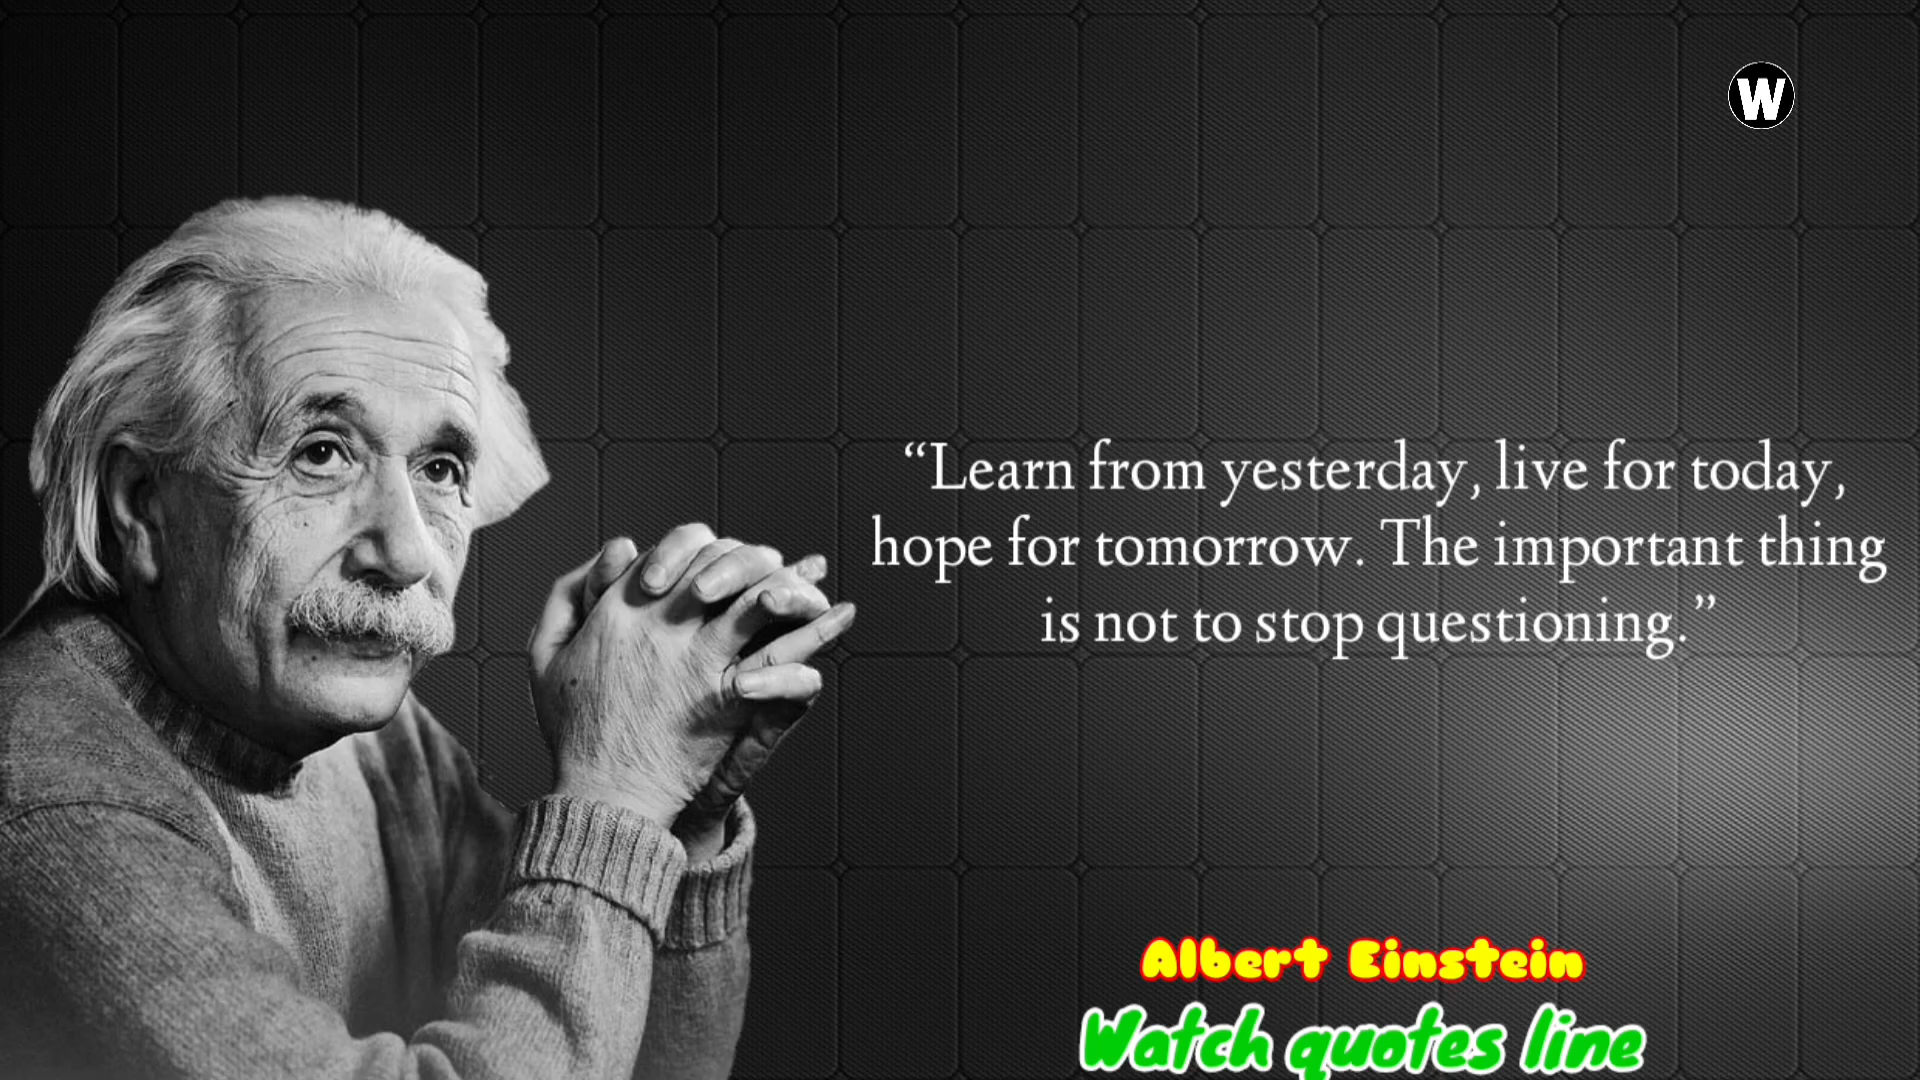 W
“Learn from yesterday, live for today,
hope for tomorrow. The important thing
is not to stop questioning.”
Albert Einstein
Watch quotes line